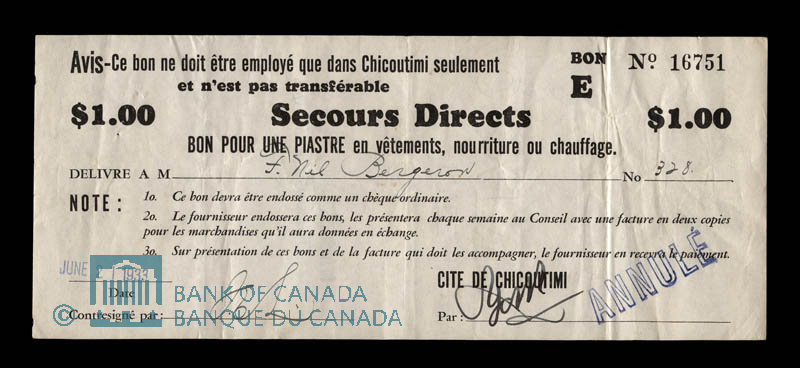 Avis-Ce bon ne doit être employé que dans Chicoutimi seulement
et n'est pas transférable
BON
E
Nº 16751
$1.00 Secours Directs $1.00
BON POUR UNE PIASTRE en vêtements, nourriture ou chauffage.
DELIVRE A M F. Nil Bergeron No 328.
NOTE :
1o. Ce bon devra être endossé comme un chèque ordinaire.
2o. Le fournisseur endossera ces bons, les présentera chaque semaine au Conseil avec une facture en deux copies
pour les marchandises qu'il aura données en échange.
3o. Sur présentation de ces bons et de la facture qui doit les accompagner, le fournisseur en recevra le paiement.
JUNE 2 1933
Date
CITE DE CHICOUTIMI
ANNULÉ
Contresigné par :
Par :
© BANK OF CANADA
BANQUE DU CANADA